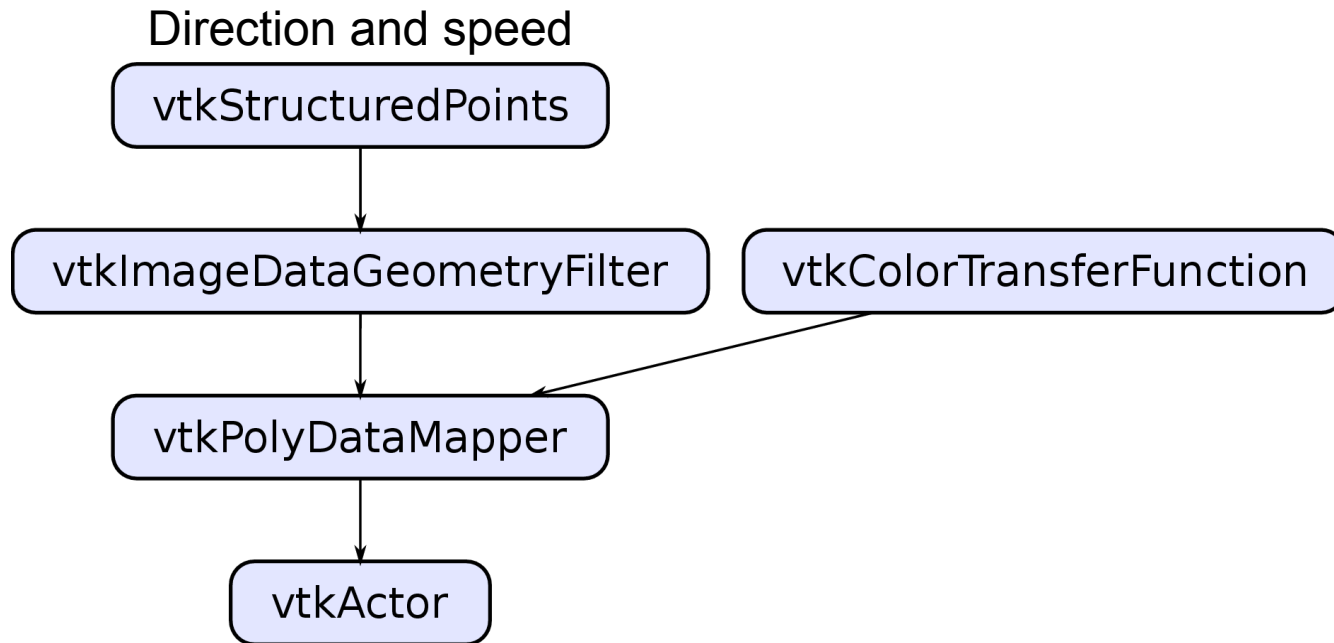 Direction and speed
vtkStructuredPoints
vtkImageDataGeometryFilter
vtkColorTransferFunction
vtkPolyDataMapper
vtkActor